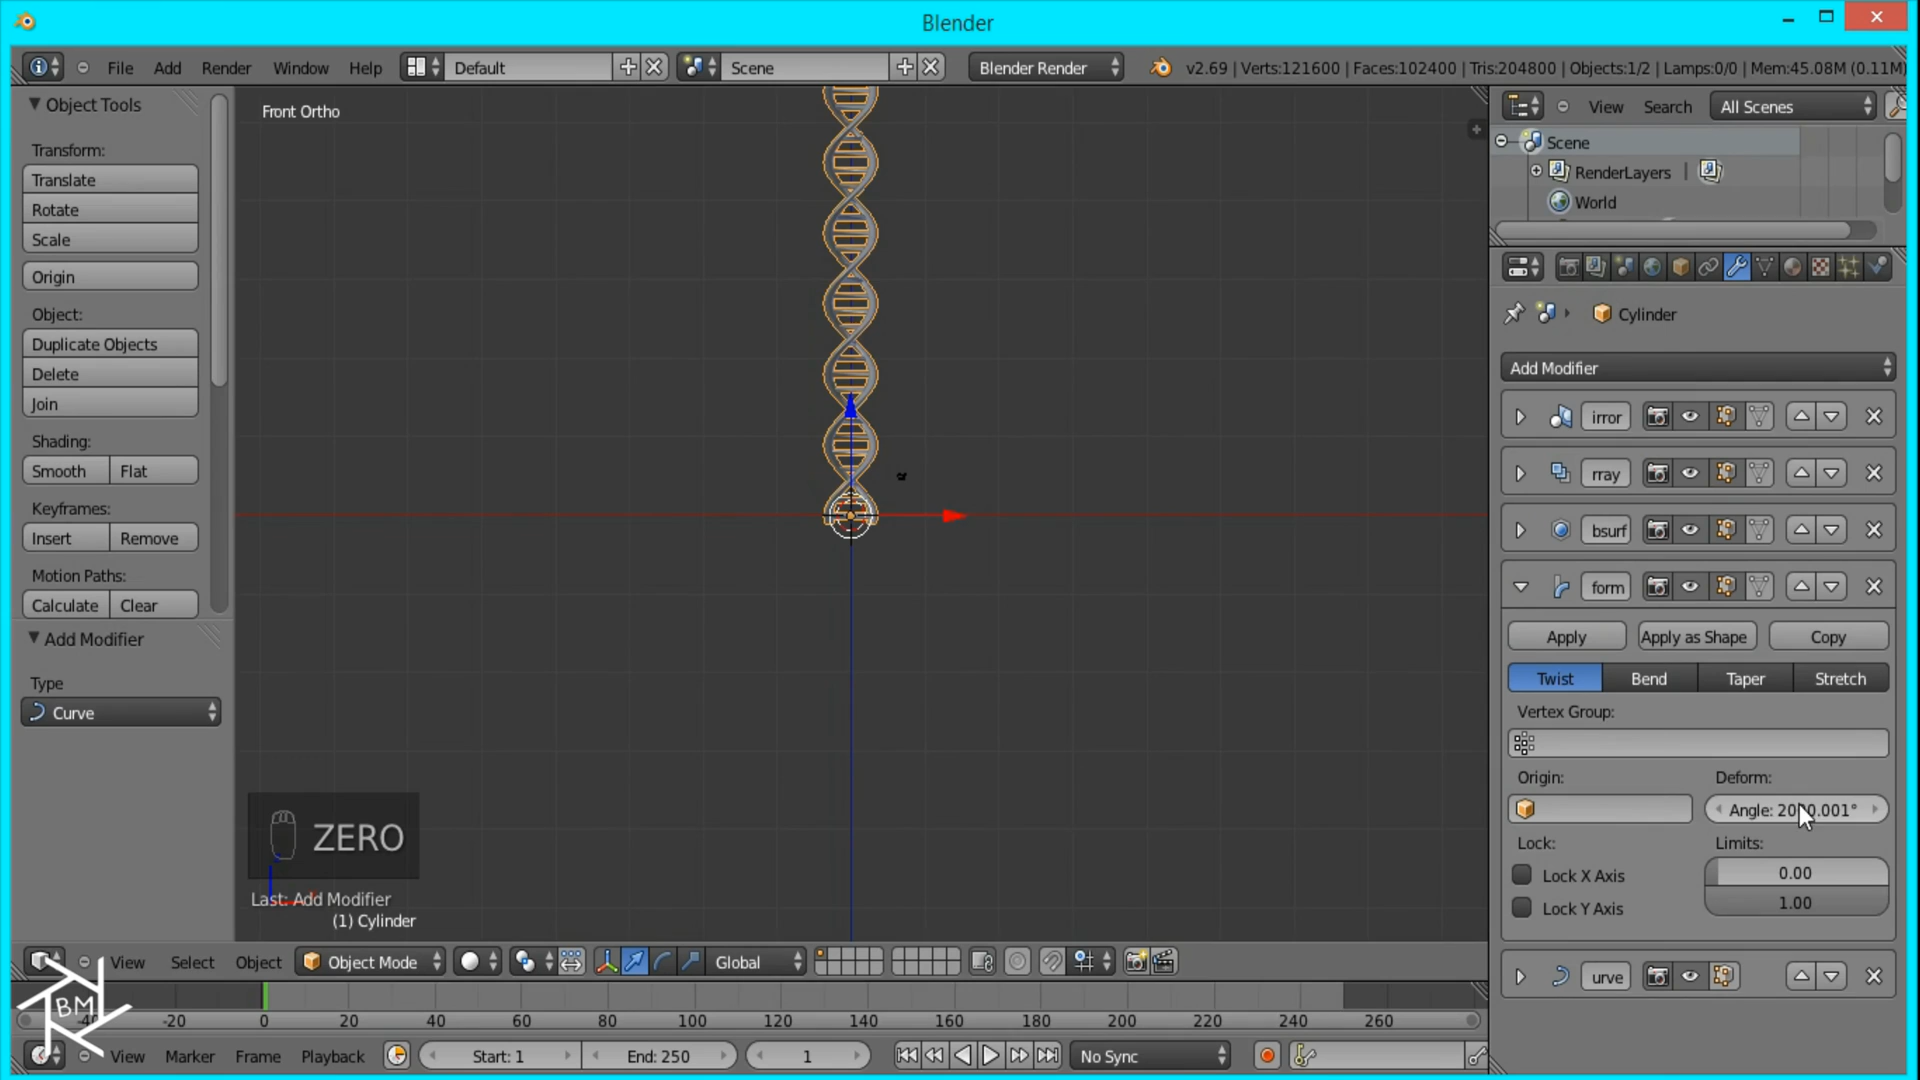 Blender
File Add Render Window Help Default Scene Blender Render v2.69 | Verts:121600 | Faces:102400 | Tris:204800 | Objects:1/2 | Lamps:0/0 | Mem:45.08M (0.11M)
Object Tools
Transform:
Translate
Rotate
Scale
Origin
Object:
Duplicate Objects
Delete
Join
Shading:
Smooth Flat
Keyframes:
Insert Remove
Motion Paths:
Calculate Clear
Add Modifier
Type
Curve
Front Ortho
ZERO
Last: Add Modifier
(1) Cylinder
View Search All Scenes
Scene
RenderLayers |
World
Cylinder
Add Modifier
irror
rray
bsurf
form
Apply Apply as Shape Copy
Twist Bend Taper Stretch
Vertex Group:
Origin: Deform:
Angle:
Lock: Limits:
Lock X Axis 0.00
Lock Y Axis 1.00
urve
View Select Object Object Mode Global
BM
-20 0 20 40 60 80 100 120 140 160 180 200 220 240 260
View Marker Frame Playback Start: 1 End: 250 1 No Sync